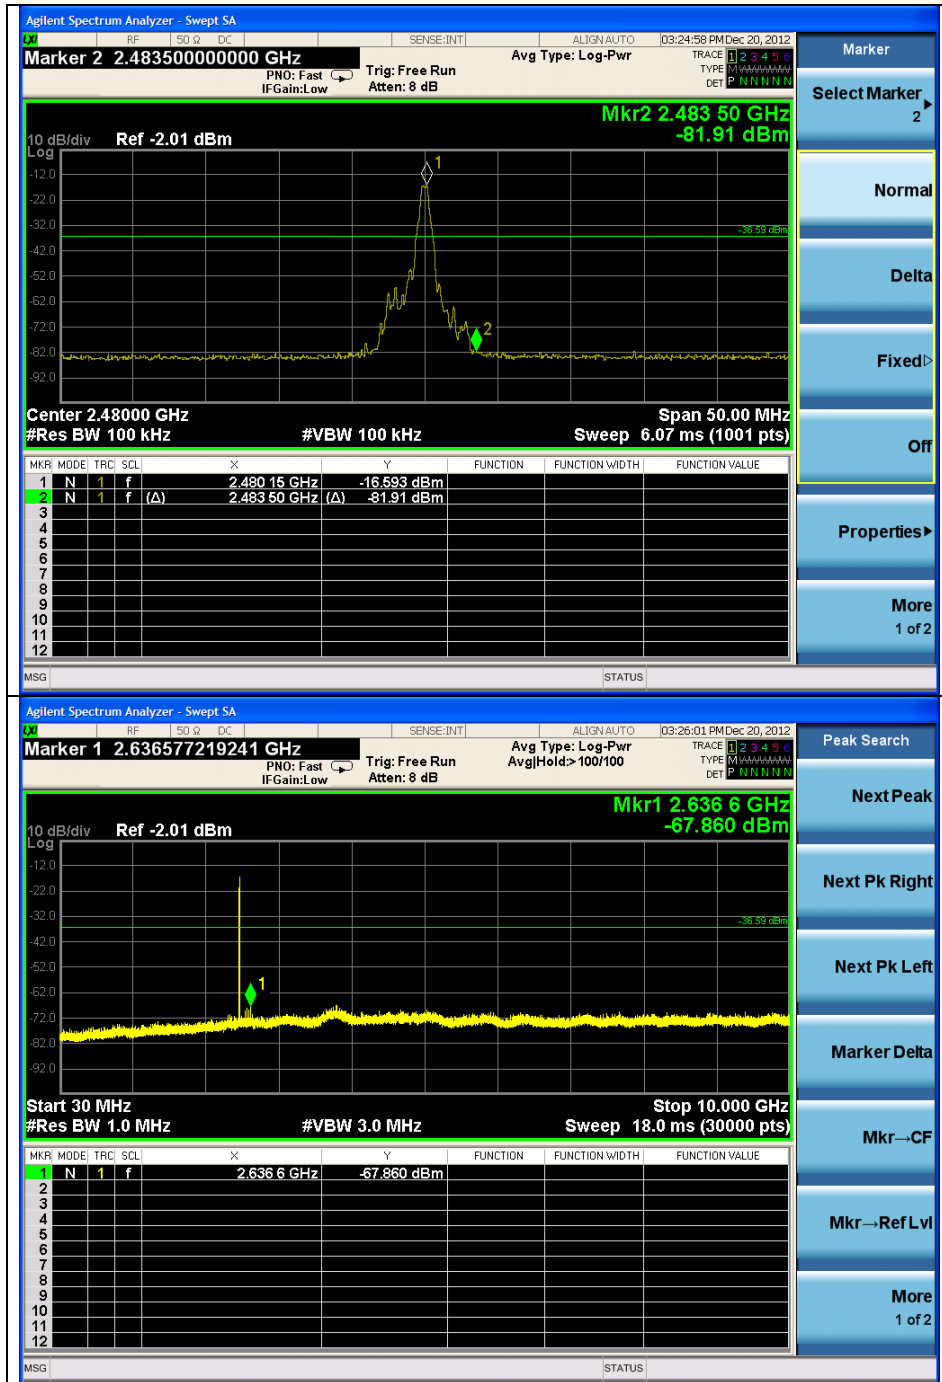 Agilent Spectrum Analyzer - Swept SA
LXI RF 50 Ω DC SENSE:INT ALIGN AUTO 03:24:58 PM Dec 20, 2012
Marker 2 2.483500000000 GHz
PNO: Fast
IFGain:Low
Trig: Free Run
Atten: 8 dB
Avg Type: Log-Pwr
TRACE 1 2 3 4 5 6
TYPE M WWWWW
DET P N N N N N
Mkr2 2.483 50 GHz
-81.91 dBm
10 dB/div Ref -2.01 dBm
Log
1
-12.0
-22.0
-32.0
-36.59 dBm
-42.0
-52.0
-62.0
-72.0
2
-82.0
-92.0
Center 2.48000 GHz Span 50.00 MHz
#Res BW 100 kHz #VBW 100 kHz Sweep 6.07 ms (1001 pts)
MKR MODE TRC SCL X Y FUNCTION FUNCTION WIDTH FUNCTION VALUE
1 N 1 f 2.480 15 GHz -16.593 dBm
2 N 1 f (Δ) 2.483 50 GHz (Δ) -81.91 dBm
3
4
5
6
7
8
9
10
11
12
MSG STATUS
Marker
Select Marker
2
Normal
Delta
Fixed
Off
Properties
More
1 of 2
Agilent Spectrum Analyzer - Swept SA
LXI RF 50 Ω DC SENSE:INT ALIGN AUTO 03:26:01 PM Dec 20, 2012
Marker 1 2.636577219241 GHz
PNO: Fast
IFGain:Low
Trig: Free Run
Atten: 8 dB
Avg Type: Log-Pwr
Avg|Hold:>100/100
TRACE 1 2 3 4 5 6
TYPE M WWWWW
DET P N N N N N
Mkr1 2.636 6 GHz
-67.860 dBm
10 dB/div Ref -2.01 dBm
Log
-12.0
-22.0
-32.0
-36.59 dBm
-42.0
-52.0
1
-62.0
-72.0
-82.0
-92.0
Start 30 MHz Stop 10.000 GHz
#Res BW 1.0 MHz #VBW 3.0 MHz Sweep 18.0 ms (30000 pts)
MKR MODE TRC SCL X Y FUNCTION FUNCTION WIDTH FUNCTION VALUE
1 N 1 f 2.636 6 GHz -67.860 dBm
2
3
4
5
6
7
8
9
10
11
12
MSG STATUS
Peak Search
Next Peak
Next Pk Right
Next Pk Left
Marker Delta
Mkr→CF
Mkr→Ref Lvl
More
1 of 2